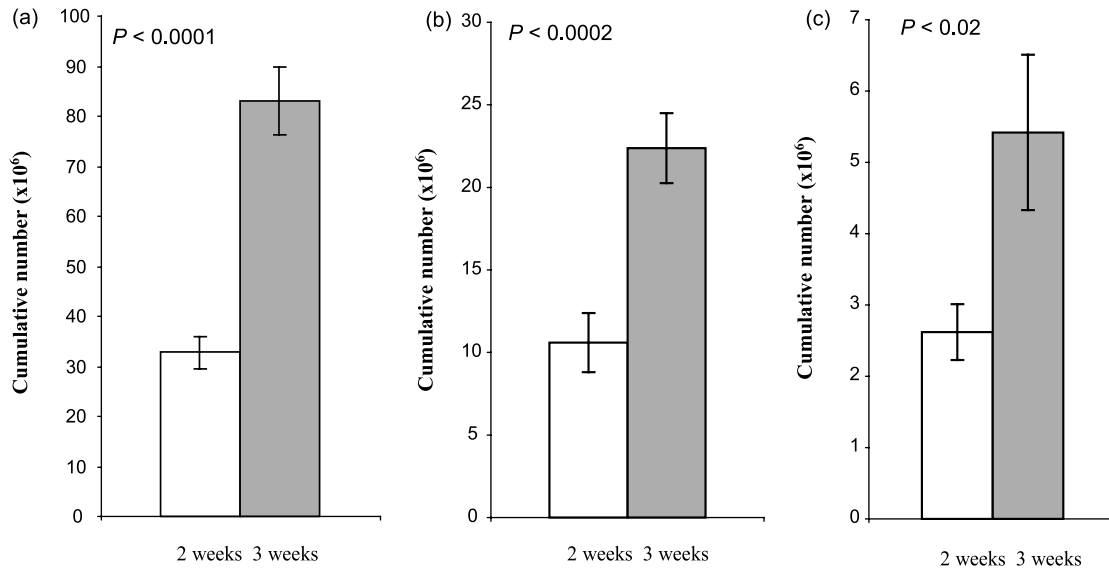 (a)
P < 0.0001
Cumulative number (x10⁶)
100
90
80
70
60
50
40
30
20
10
0
2 weeks 3 weeks
(b)
P < 0.0002
Cumulative number (x10⁶)
30
25
20
15
10
5
0
2 weeks 3 weeks
(c)
P < 0.02
Cumulative number (x10⁶)
7
6
5
4
3
2
1
0
2 weeks 3 weeks